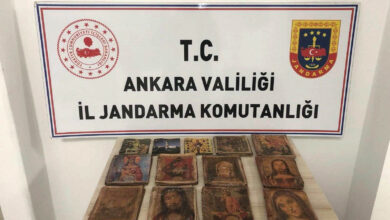 T.C.
ANKARA VALİLİĞİ
İL JANDARMA KOMUTANLIĞI
JANDARMA